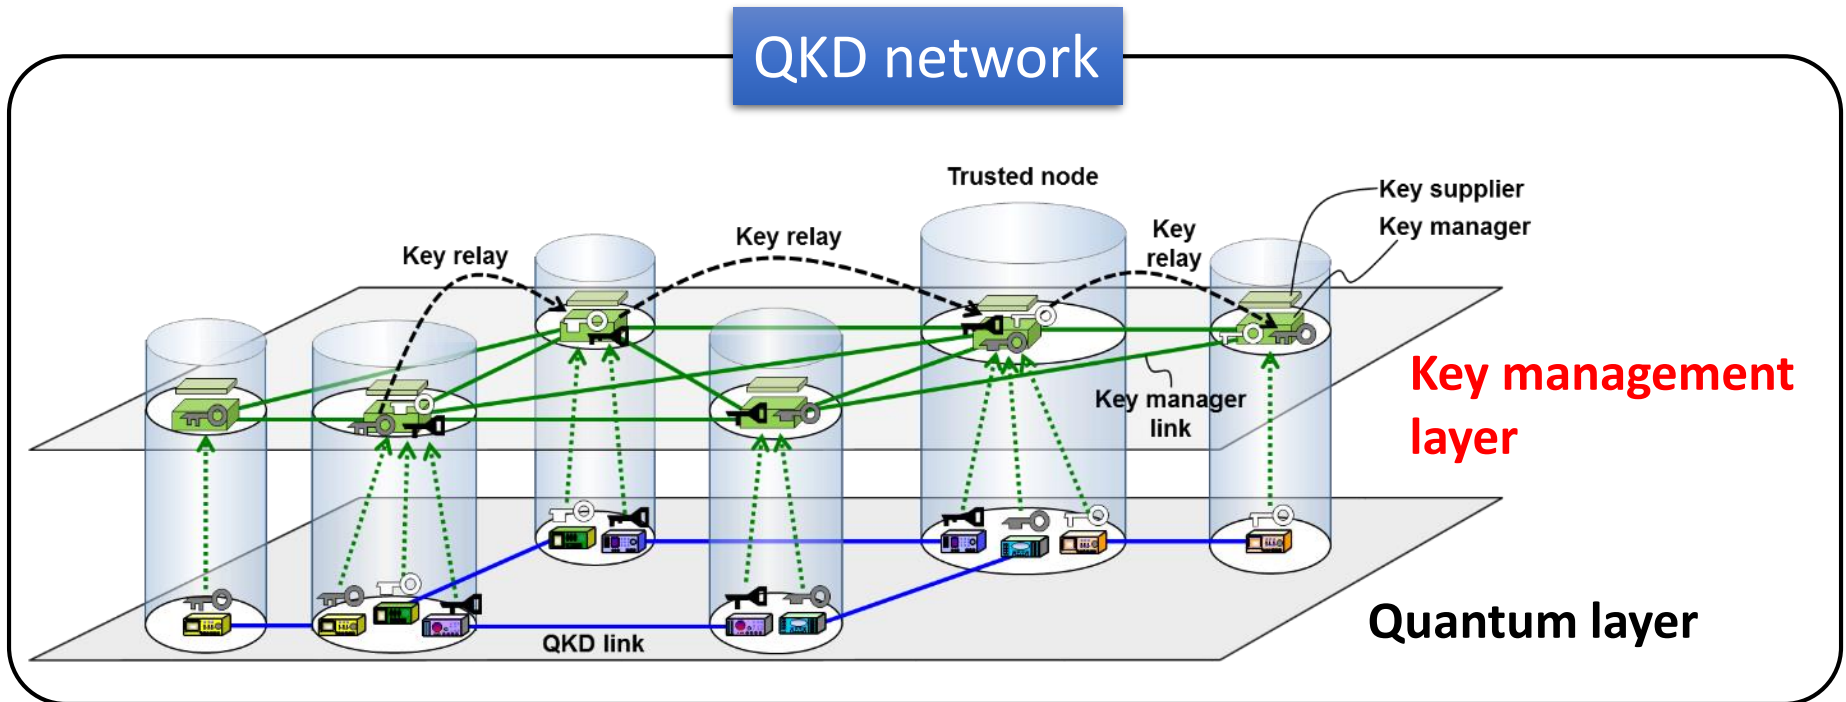 QKD network
Trusted node
Key supplier
Key manager
Key relay
Key relay
Key
relay
Key manager
link
Key management
layer
QKD link
Quantum layer